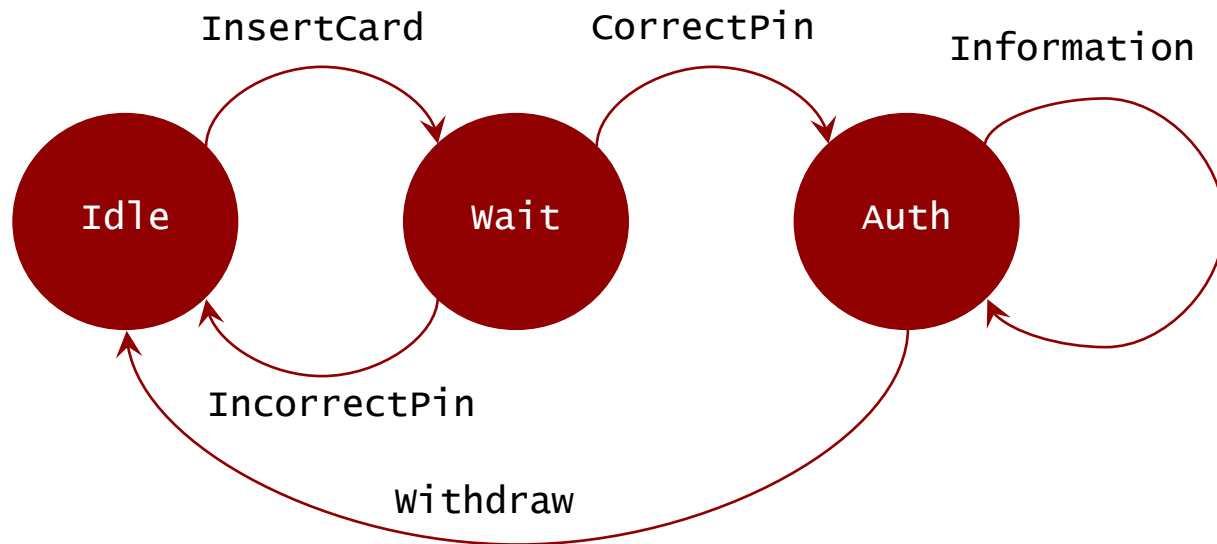 InsertCard
CorrectPin
Information
Idle
Wait
Auth
IncorrectPin
Withdraw